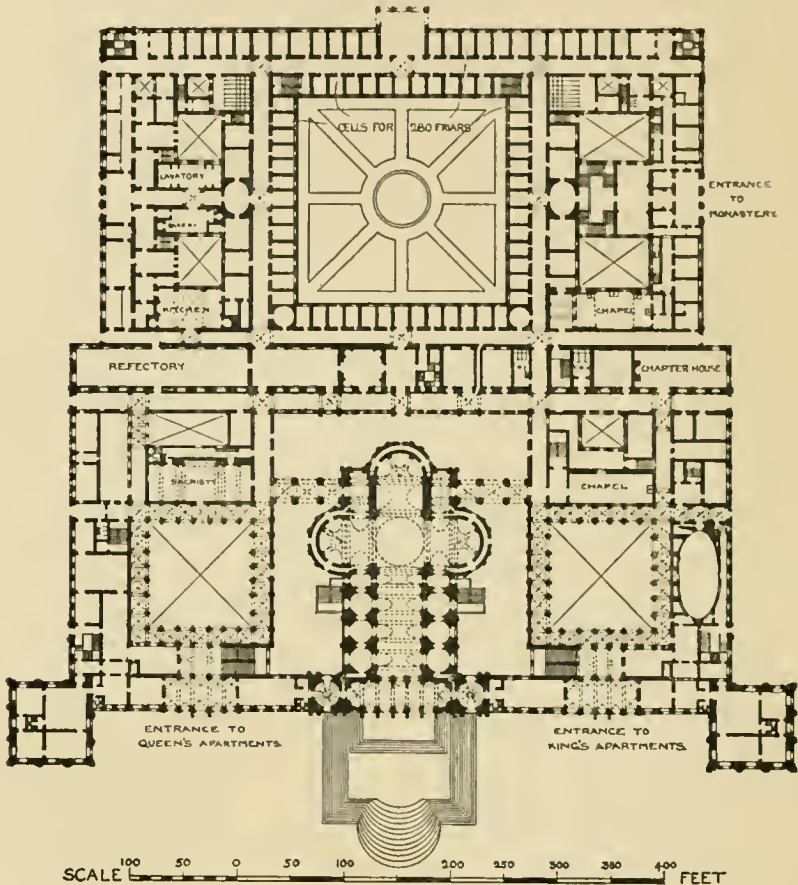 CELLS FOR 280 FRIARS
LAVATORY
ENTRANCE
TO
MONASTERY
BAKERY
KITCHEN
CHAPEL
REFECTORY
CHAPTER HOUSE
SACRISTY
CHAPEL
ENTRANCE TO
QUEEN'S APARTMENTS
ENTRANCE TO
KING'S APARTMENTS
SCALE 100 50 0 50 100 200 250 300 350 400 FEET